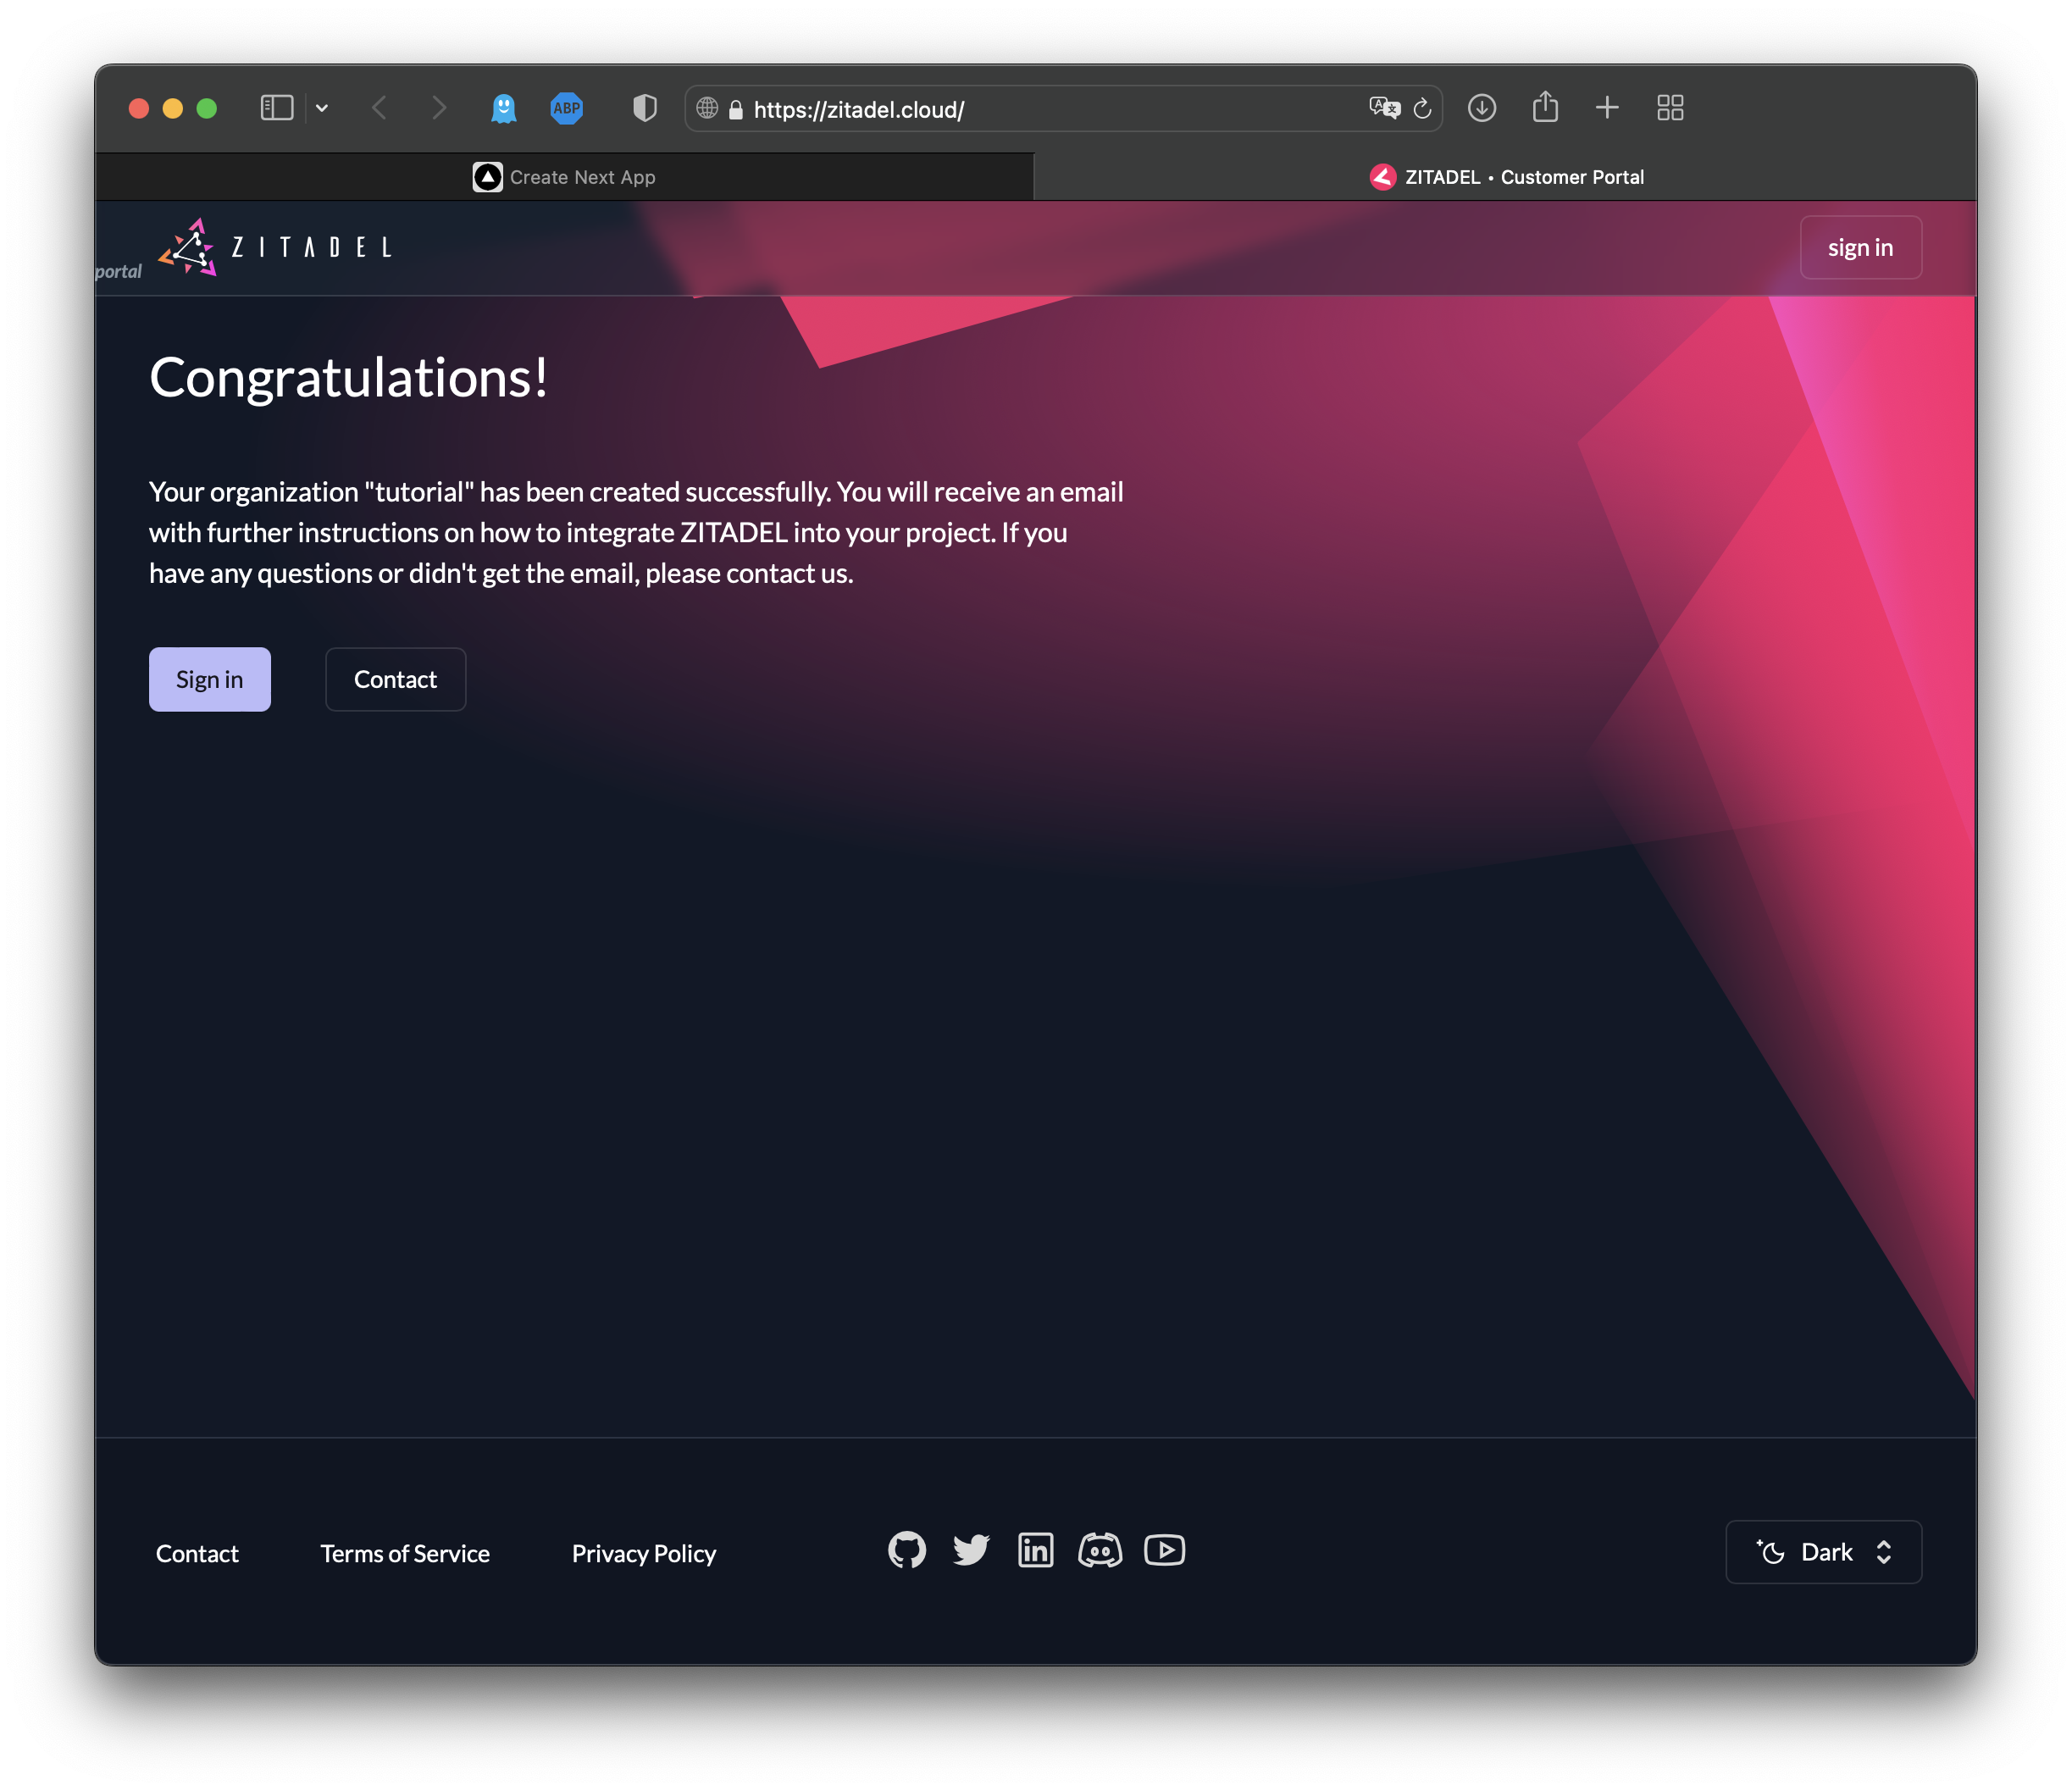 ABP
https://zitadel.cloud/
Create Next App
ZITADEL • Customer Portal
portal
ZITADEL
sign in
Congratulations!
Your organization "tutorial" has been created successfully. You will receive an email
with further instructions on how to integrate ZITADEL into your project. If you
have any questions or didn't get the email, please contact us.
Sign in
Contact
Contact
Terms of Service
Privacy Policy
in
Dark